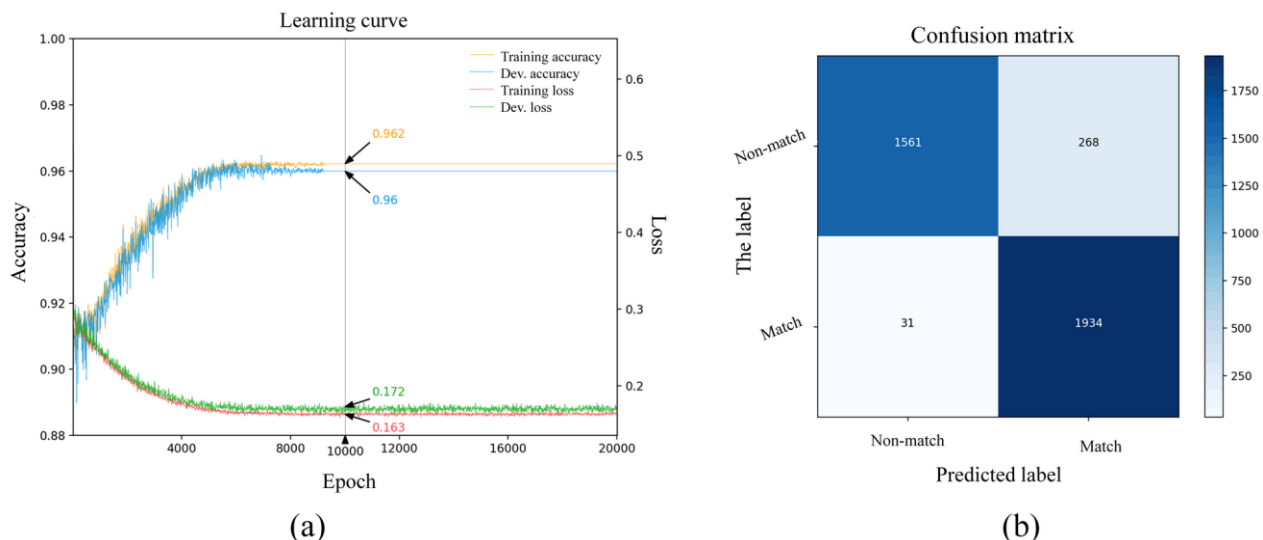 Learning curve
1.00
0.98
0.96
0.94
0.92
0.90
0.88
Accuracy
Training accuracy
Dev. accuracy
Training loss
Dev. loss
0.962
0.96
0.172
0.163
0.6
0.5
0.4
0.3
0.2
Loss
4000
8000
10000
12000
16000
20000
Epoch
(a)
Confusion matrix
Non-match
Match
The label
1561
268
31
1934
Non-match
Match
Predicted label
1750
1500
1250
1000
750
500
250
(b)